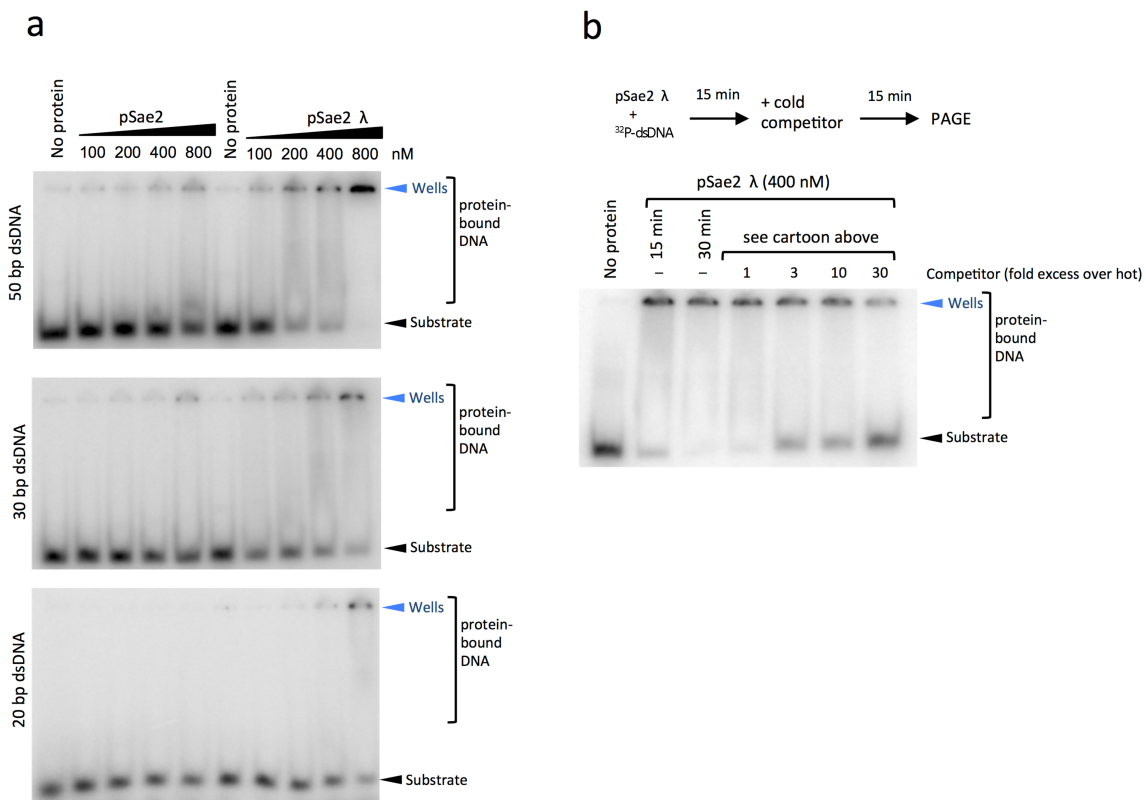 a
No protein
pSae2
No protein
pSae2 λ
100 200 400 800 100 200 400 800 nM
50 bp dsDNA
Wells
protein-
bound
DNA
Substrate
30 bp dsDNA
Wells
protein-
bound
DNA
Substrate
20 bp dsDNA
Wells
protein-
bound
DNA
Substrate
b
pSae2 λ
+
32P-dsDNA
15 min
+ cold
competitor
15 min
PAGE
pSae2 λ (400 nM)
No protein
15 min
30 min
see cartoon above
– – 1 3 10 30 Competitor (fold excess over hot)
Wells
protein-
bound
DNA
Substrate